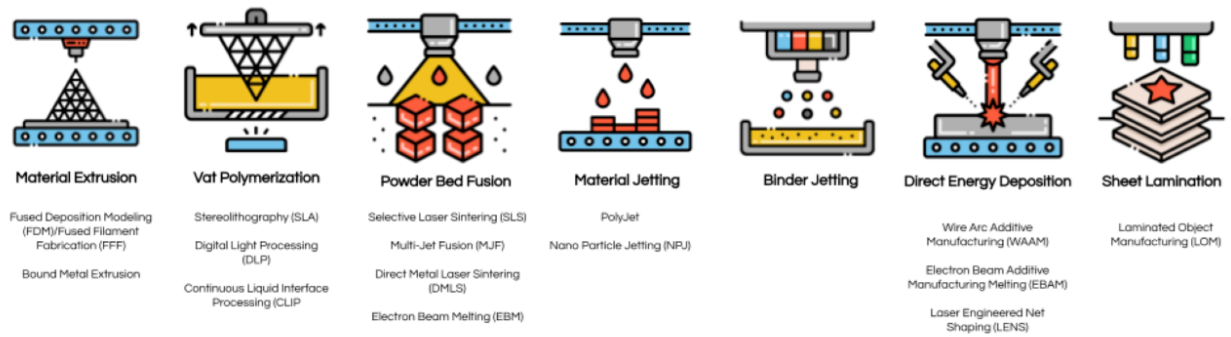 Material Extrusion
Fused Deposition Modeling
(FDM)/Fused Filament
Fabrication (FFF)
Bound Metal Extrusion
Vat Polymerization
Stereolithography (SLA)
Digital Light Processing
(DLP)
Continuous Liquid Interface
Processing (CLIP
Powder Bed Fusion
Selective Laser Sintering (SLS)
Multi-Jet Fusion (MJF)
Direct Metal Laser Sintering
(DMLS)
Electron Beam Melting (EBM)
Material Jetting
PolyJet
Nano Particle Jetting (NPJ)
Binder Jetting
Direct Energy Deposition
Wire Arc Additive
Manufacturing (WAAM)
Electron Beam Additive
Manufacturing Melting (EBAM)
Laser Engineered Net
Shaping (LENS)
Sheet Lamination
Laminated Object
Manufacturing (LOM)